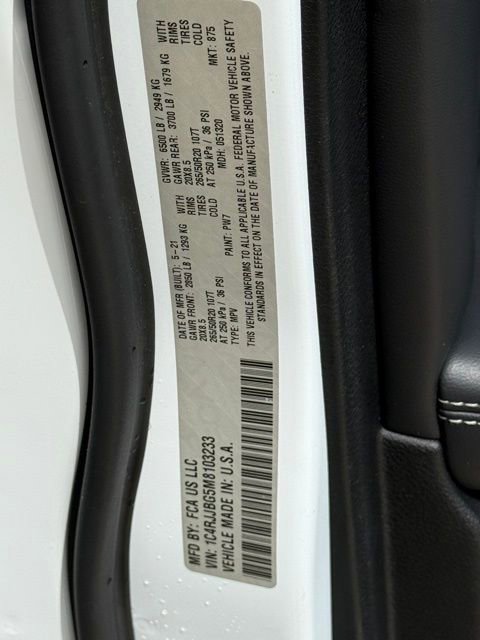 MFD BY: FCA US LLC
DATE OF MFR (BUILT): 5-21
GVWR: 6500 LB / 2949 KG
GAWR FRONT: 2850 LB / 1293 KG WITH
GAWR REAR: 3700 LB / 1679 KG WITH
20X8.5 RIMS
20X8.5 RIMS
265/50R20 107T TIRES
265/50R20 107T TIRES
AT 250 kPa / 36 PSI COLD
AT 250 kPa / 36 PSI COLD
VIN: 1C4RJJBG5M8103233
TYPE: MPV
PAINT: PW7
MDH: 051320
MKT: 875
VEHICLE MADE IN: U.S.A.
THIS VEHICLE CONFORMS TO ALL APPLICABLE U.S.A. FEDERAL MOTOR VEHICLE SAFETY
STANDARDS IN EFFECT ON THE DATE OF MANUFACTURE SHOWN ABOVE.